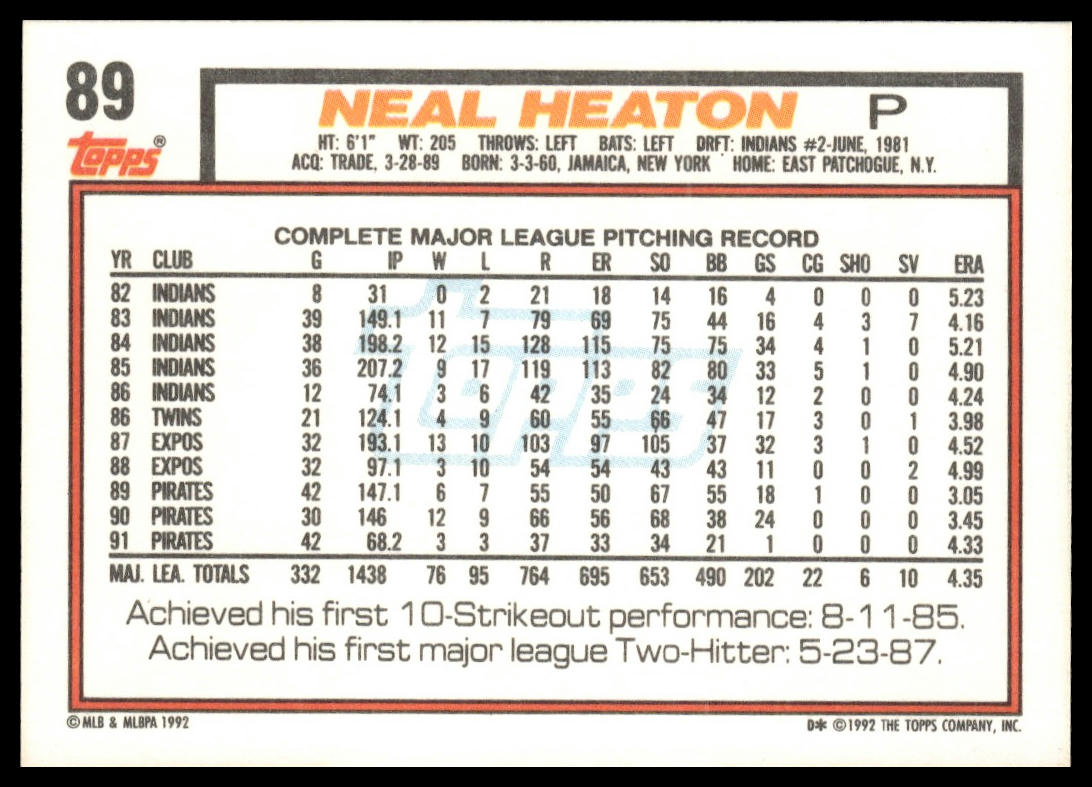 89
NEAL HEATON P
Topps®
HT: 6'1" WT: 205 THROWS: LEFT BATS: LEFT DRFT: INDIANS #2-JUNE, 1981
ACQ: TRADE, 3-28-89 BORN: 3-3-60, JAMAICA, NEW YORK HOME: EAST PATCHOGUE, N.Y.
COMPLETE MAJOR LEAGUE PITCHING RECORD
YR CLUB G IP W L R ER SO BB GS CG SHO SV ERA
82 INDIANS 8 31 0 2 21 18 14 16 4 0 0 0 5.23
83 INDIANS 39 149.1 11 7 79 69 75 44 16 4 3 7 4.16
84 INDIANS 38 198.2 12 15 128 115 75 75 34 4 1 0 5.21
85 INDIANS 36 207.2 9 17 119 113 82 80 33 5 1 0 4.90
86 INDIANS 12 74.1 3 6 42 35 24 34 12 2 0 0 4.24
86 TWINS 21 124.1 4 9 60 55 66 47 17 3 0 1 3.98
87 EXPOS 32 193.1 13 10 103 97 105 37 32 3 1 0 4.52
88 EXPOS 32 97.1 3 10 54 54 43 43 11 0 0 2 4.99
89 PIRATES 42 147.1 6 7 55 50 67 55 18 1 0 0 3.05
90 PIRATES 30 146 12 9 66 56 68 38 24 0 0 0 3.45
91 PIRATES 42 68.2 3 3 37 33 34 21 1 0 0 0 4.33
MAJ. LEA. TOTALS 332 1438 76 95 764 695 653 490 202 22 6 10 4.35
Topps
Achieved his first 10-Strikeout performance: 8-11-85.
Achieved his first major league Two-Hitter: 5-23-87.
© MLB & MLBPA 1992
D* © 1992 THE TOPPS COMPANY, INC.